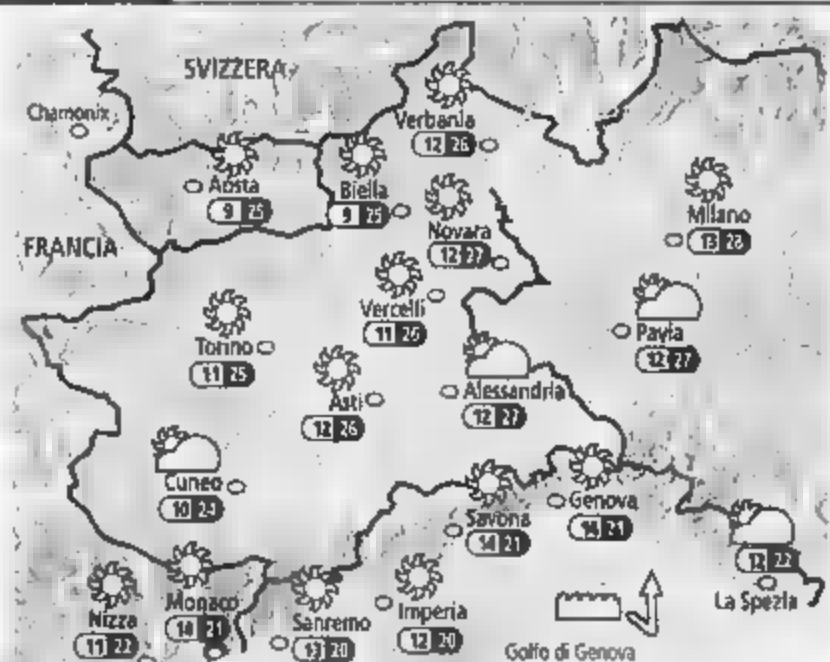 SVIZZERA
Chamonix
Verbania
12 26
Aosta
9 25
Biella
9 25
Milano
13 28
Novara
12 27
FRANCIA
Vercelli
11 26
Pavia
12 27
Torino
11 25
Asti
12 26
Alessandria
12 27
Cuneo
10 24
Genova
14 21
Savona
14 21
12 22
La Spezia
Nizza
11 22
Monaco
14 21
Sanremo
13 20
Imperia
12 20
Golfo di Genova